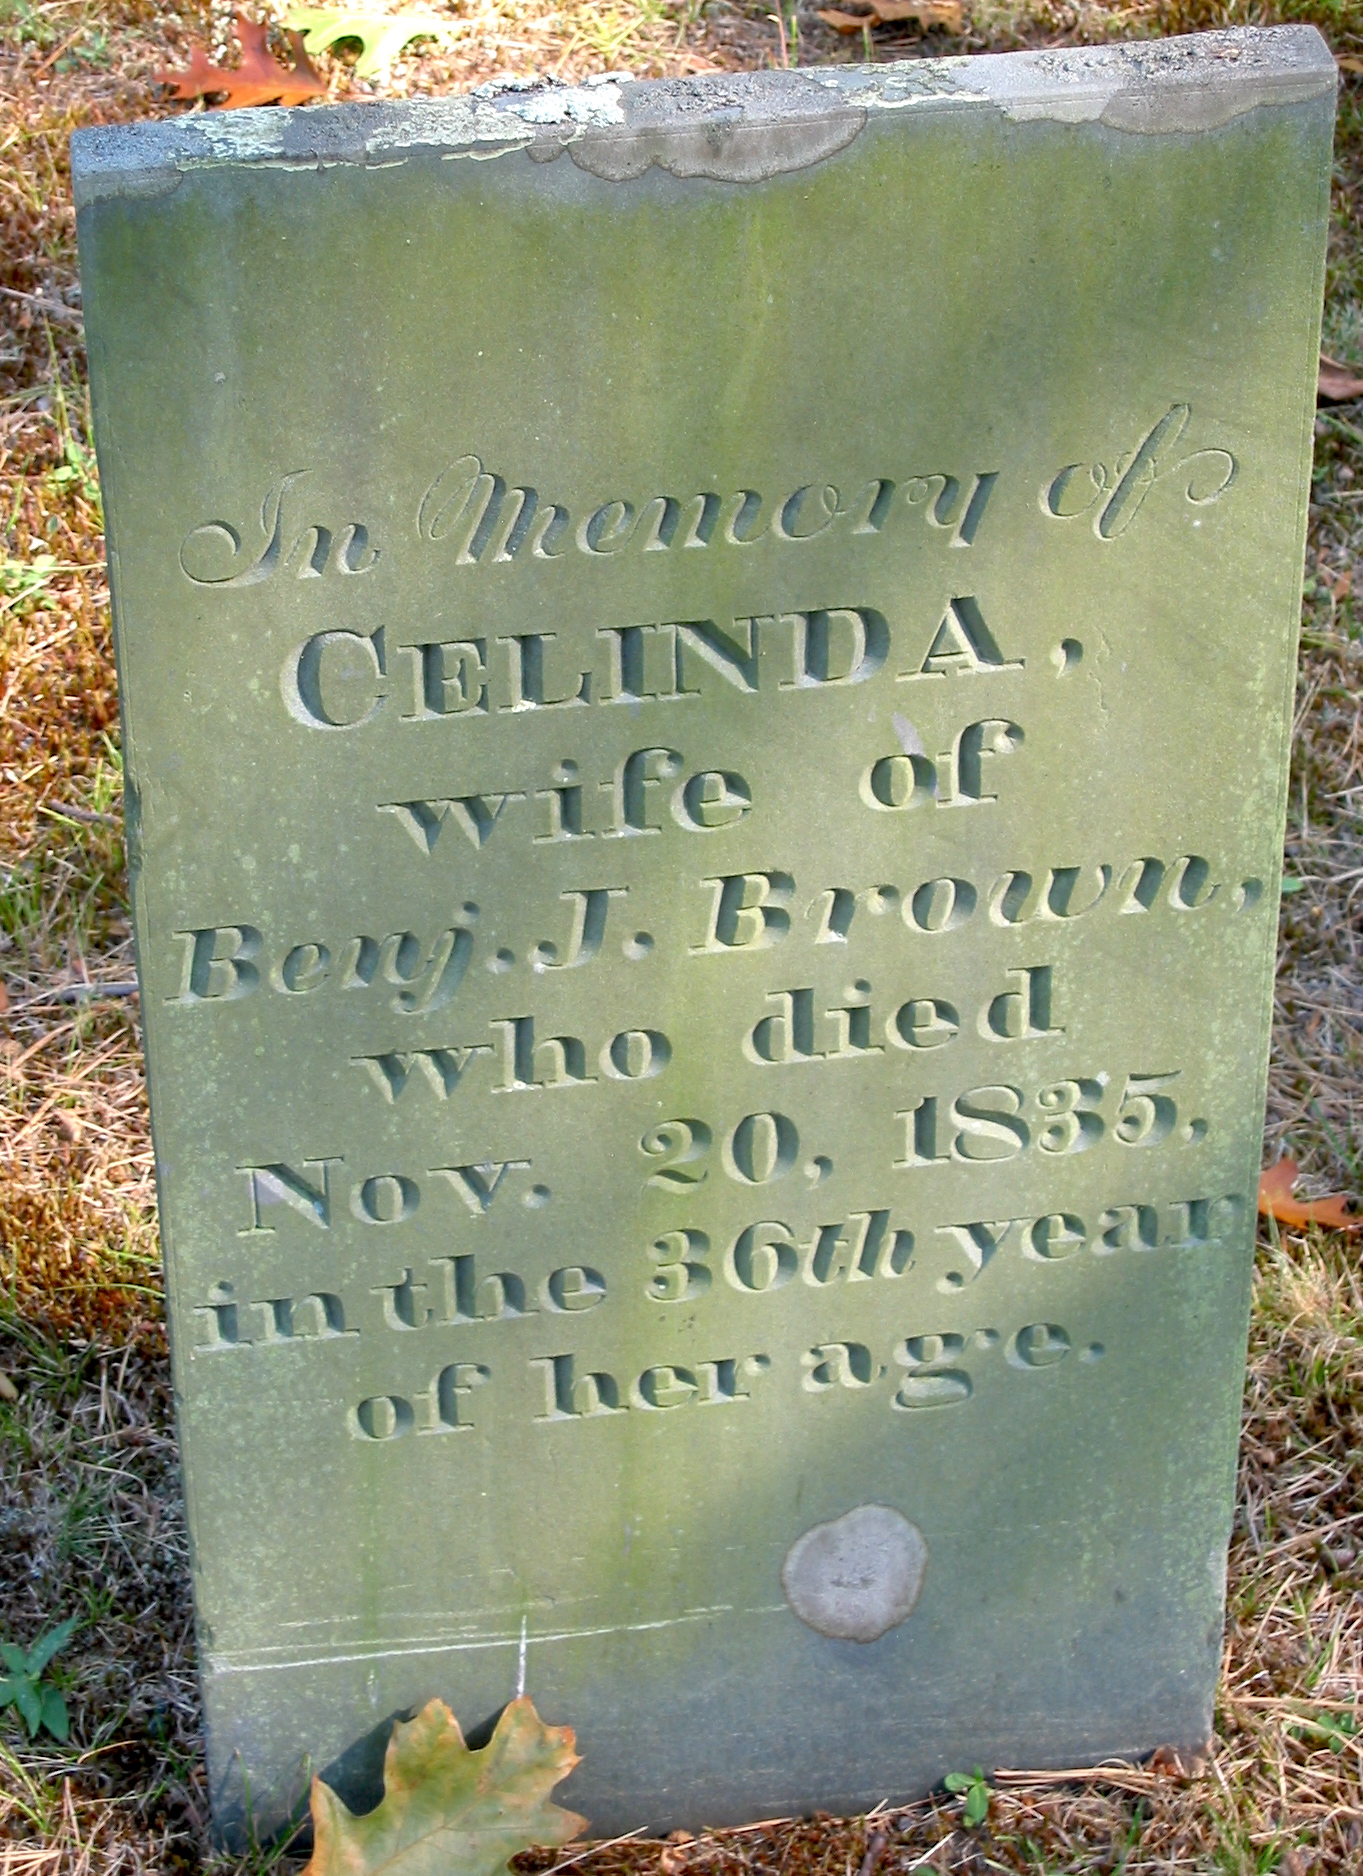 In Memory of
CELINDA,
wife of
Benj. J. Brown,
who died
Nov. 20, 1835,
in the 36th year
of her age.